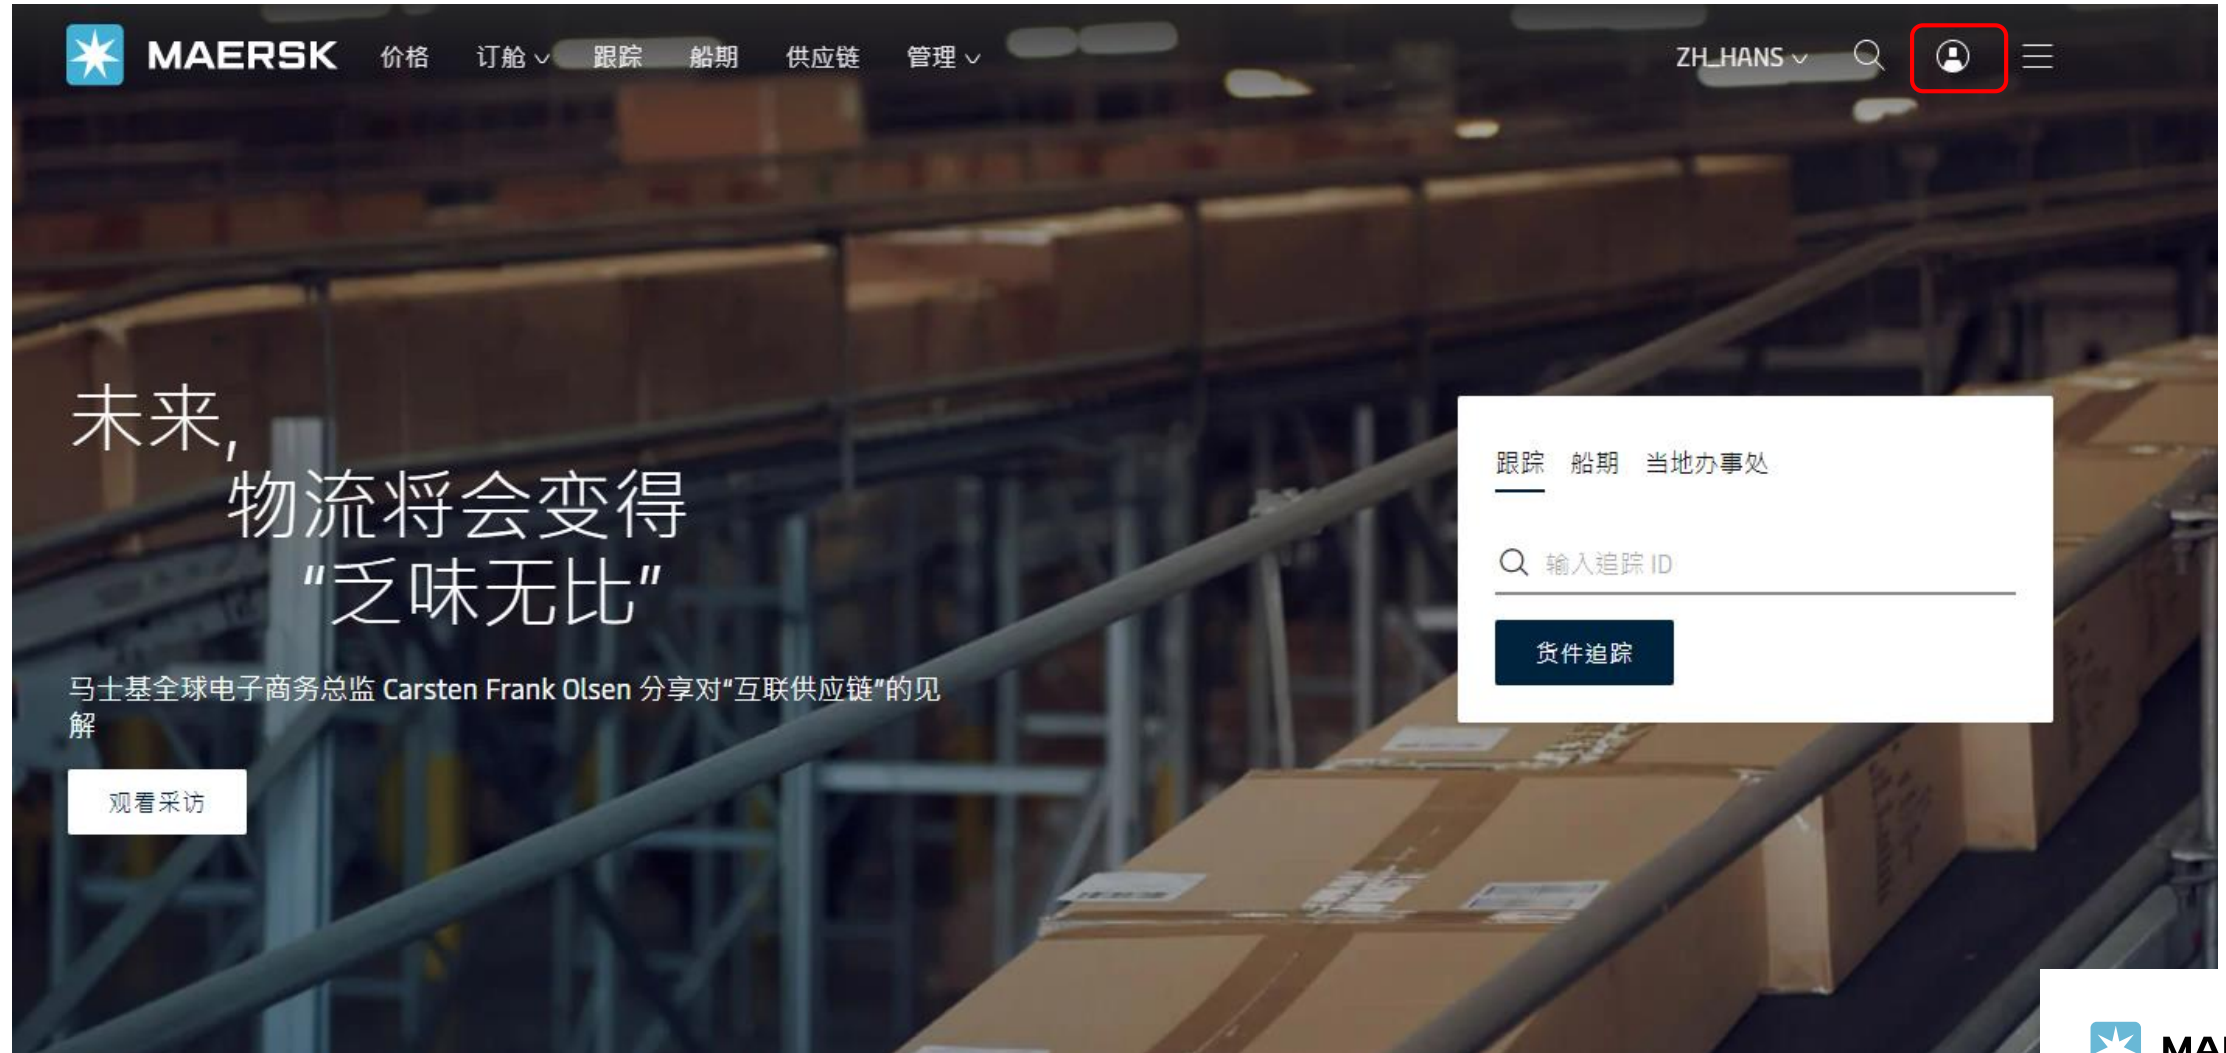 MAERSK 价格 订舱 跟踪 船期 供应链 管理 ZH_HANS
未来,
物流将会变得
"乏味无比"
马士基全球电子商务总监 Carsten Frank Olsen 分享对“互联供应链”的见
解
观看采访
跟踪 船期 当地办事处
输入追踪 ID
货件追踪